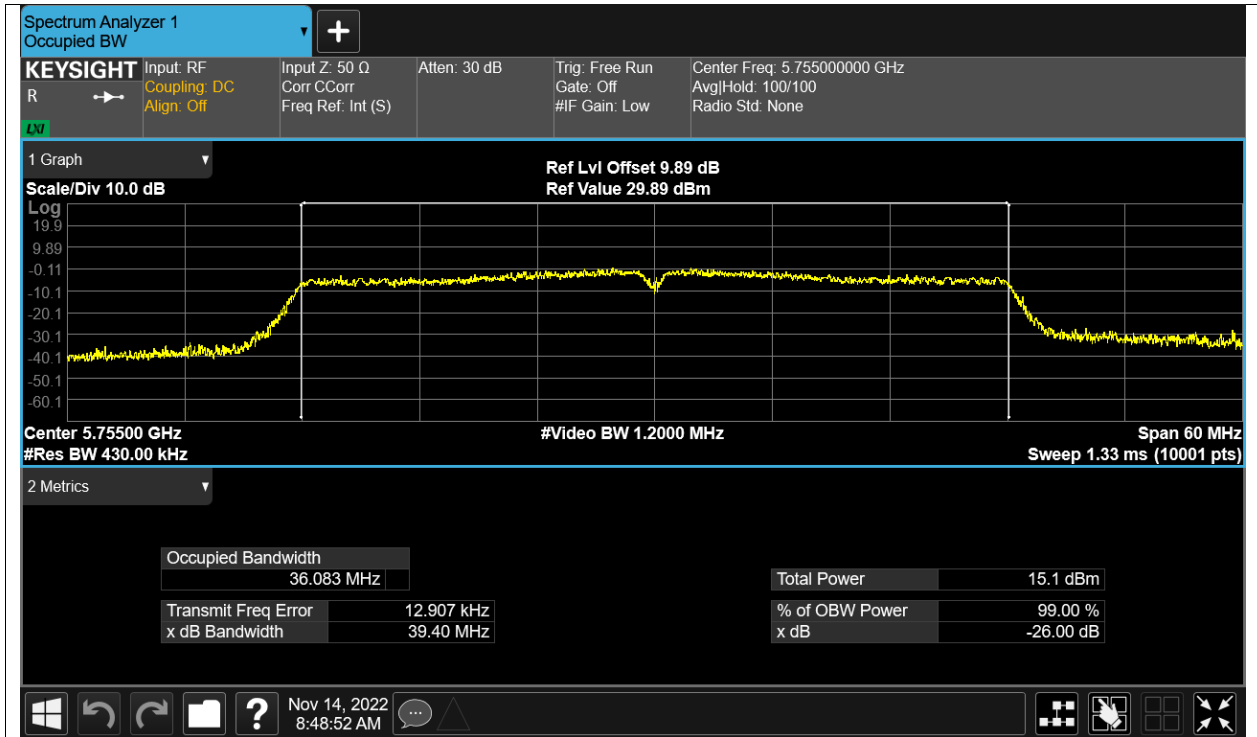 Spectrum Analyzer 1
Occupied BW
KEYSIGHT
R
LXI
Input: RF
Coupling: DC
Align: Off
Input Z: 50 Ω
Corr CCorr
Freq Ref: Int (S)
Atten: 30 dB
Trig: Free Run
Gate: Off
#IF Gain: Low
Center Freq: 5.755000000 GHz
Avg|Hold: 100/100
Radio Std: None
1 Graph
Scale/Div 10.0 dB
Ref Lvl Offset 9.89 dB
Ref Value 29.89 dBm
Log
19.9
9.89
-0.11
-10.1
-20.1
-30.1
-40.1
-50.1
-60.1
Center 5.75500 GHz
#Res BW 430.00 kHz
#Video BW 1.2000 MHz
Span 60 MHz
Sweep 1.33 ms (10001 pts)
2 Metrics
Occupied Bandwidth
36.083 MHz
Transmit Freq Error 12.907 kHz
x dB Bandwidth 39.40 MHz
Total Power 15.1 dBm
% of OBW Power 99.00 %
x dB -26.00 dB
?
Nov 14, 2022
8:48:52 AM